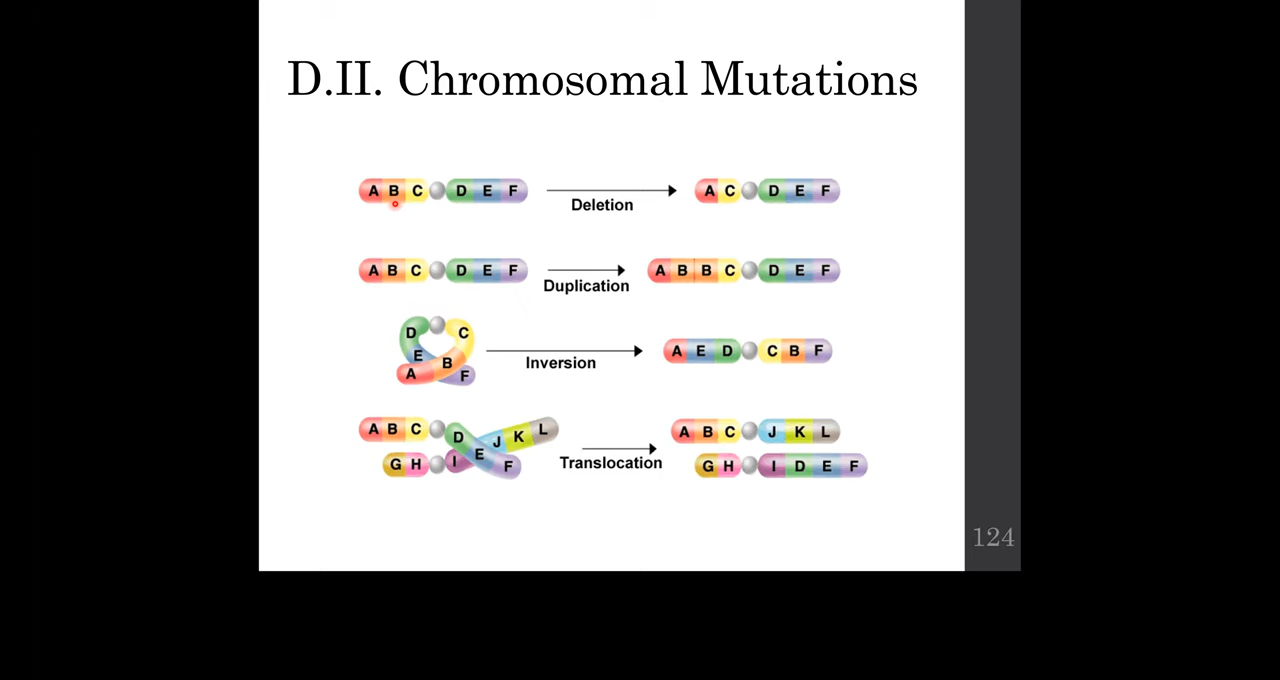 D.II. Chromosomal Mutations
A B C D E F
Deletion
A C D E F
A B C D E F
Duplication
A B B C D E F
D C
E B
A F
Inversion
A E D C B F
A B C D J K L
G H I E F
Translocation
A B C J K L
G H I D E F
124